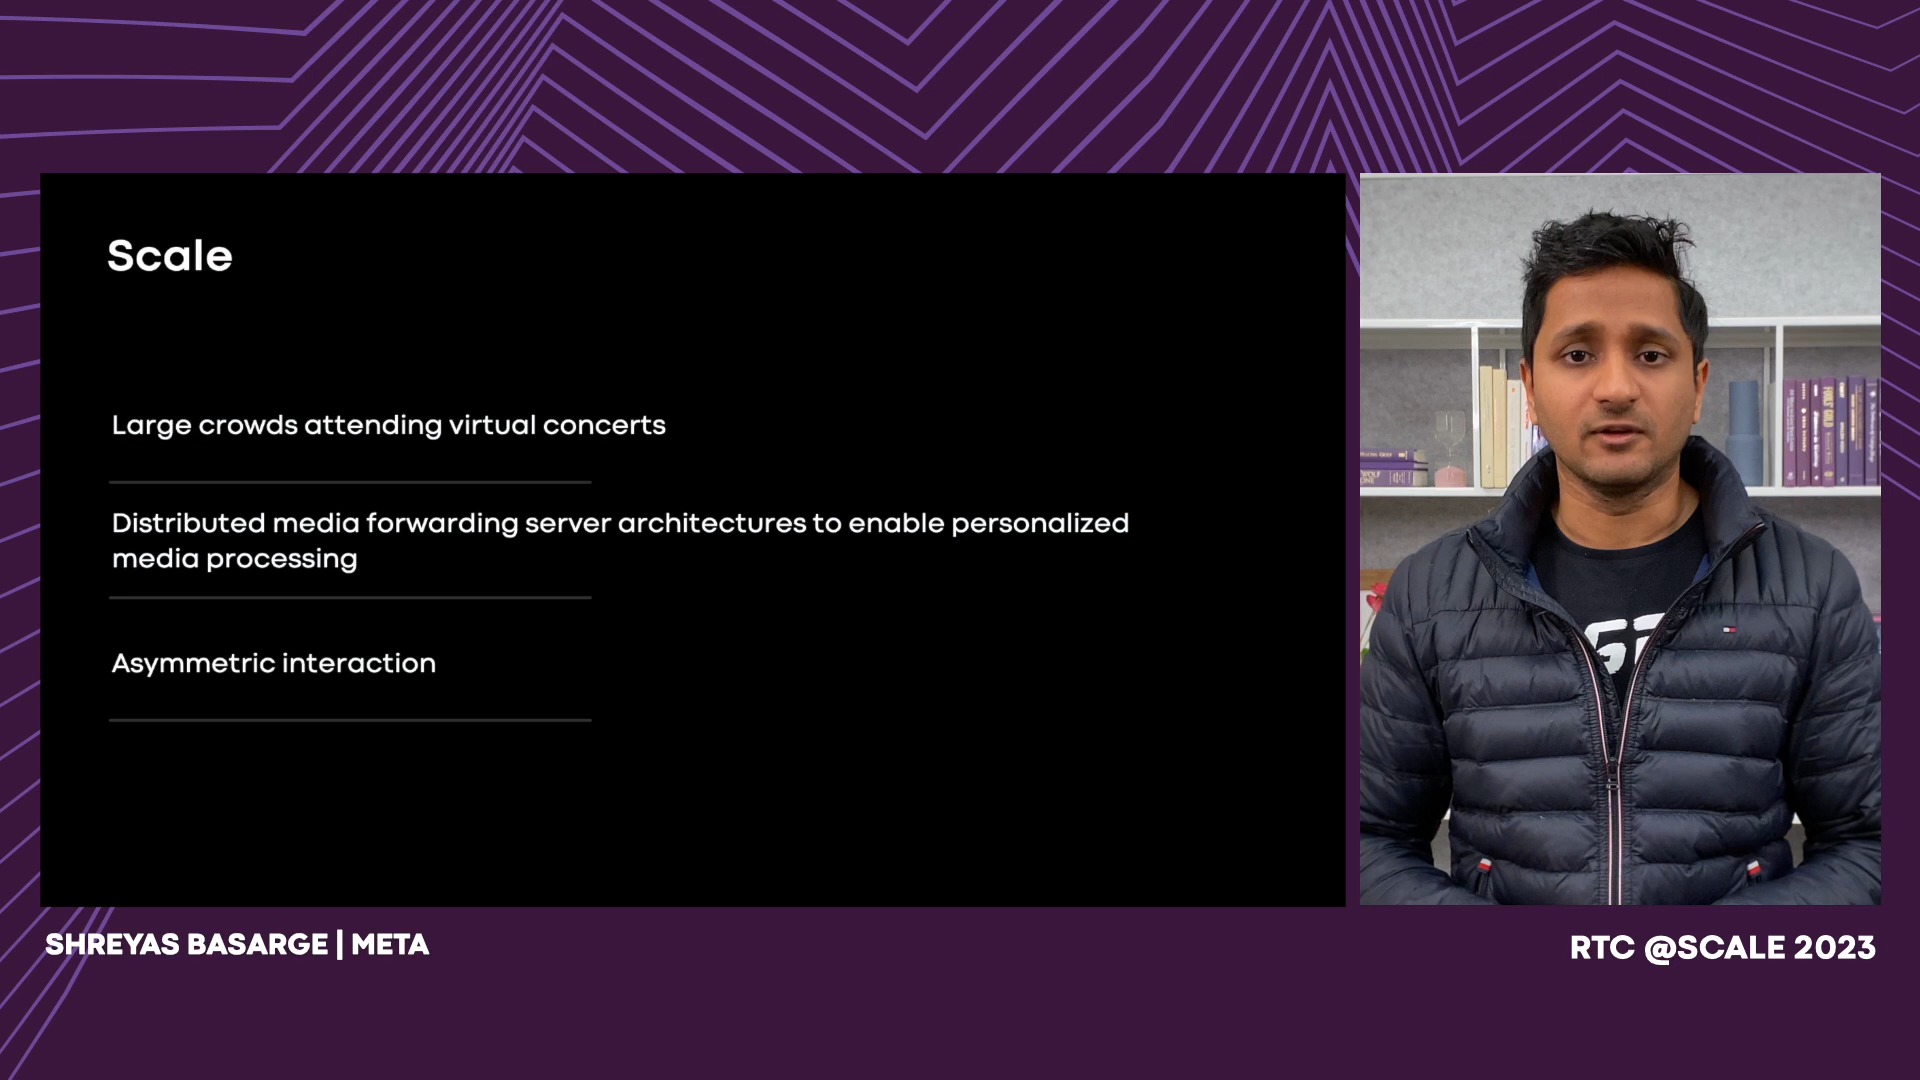 Scale
Large crowds attending virtual concerts
Distributed media forwarding server architectures to enable personalized
media processing
Asymmetric interaction
SHREYAS BASARGE | META
RTC @SCALE 2023